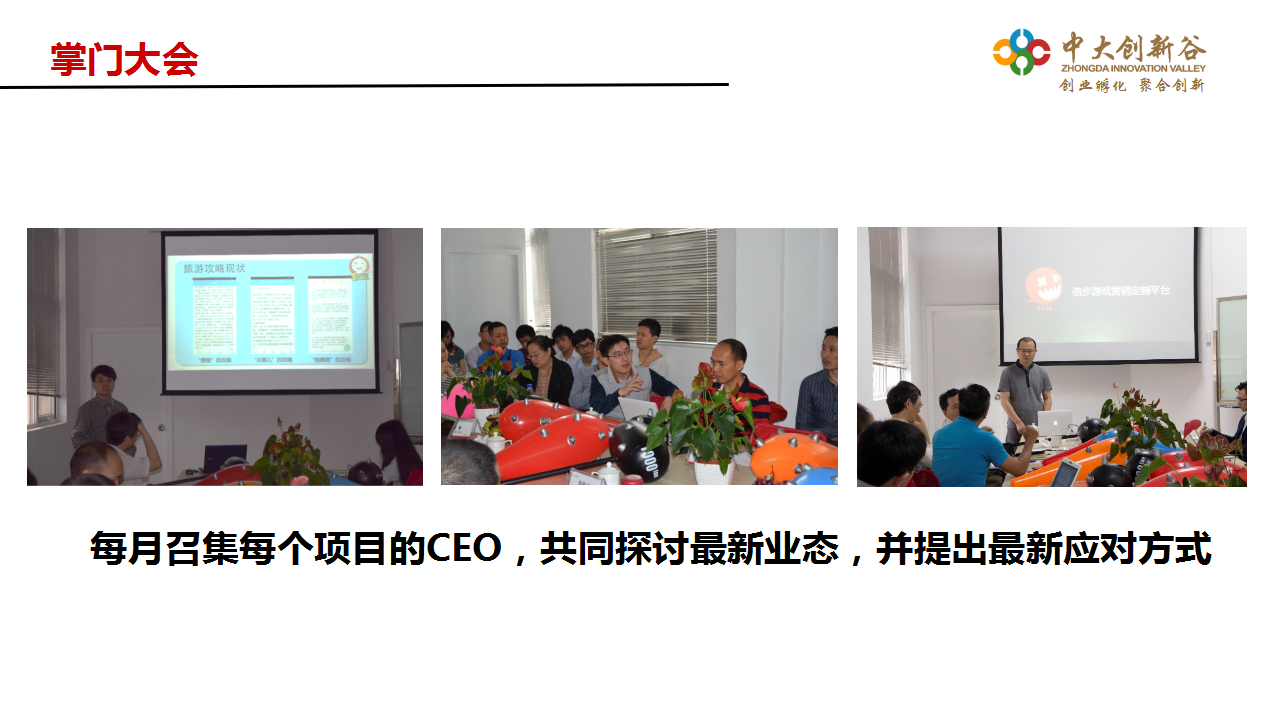 掌门大会
中大创新谷
ZHONGDA INNOVATION VALLEY
创业孵化 聚合创新
旅游攻略现状
游戏营销定制平台
000
每月召集每个项目的CEO，共同探讨最新业态，并提出最新应对方式